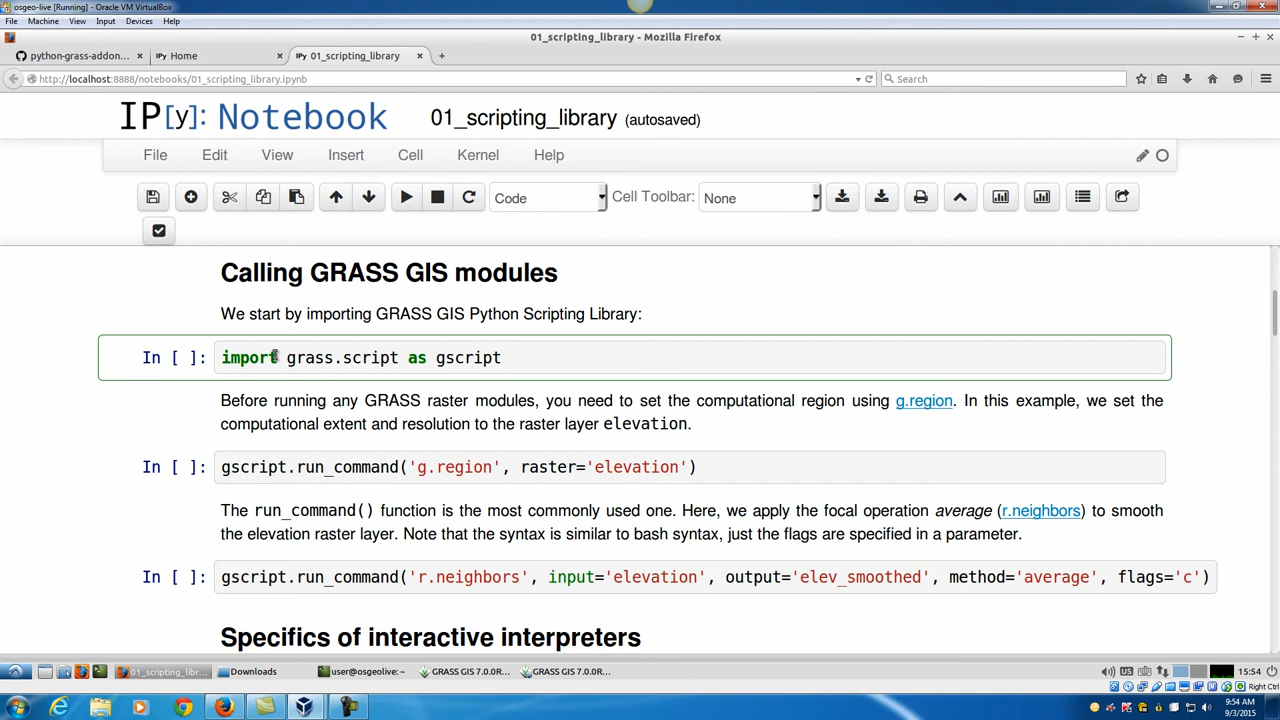 osgeo-live [Running] - Oracle VM VirtualBox
File Machine View Input Devices Help
01_scripting_library - Mozilla Firefox
python-grass-addon... × IPy Home × IPy 01_scripting_library × +
http://localhost:8888/notebooks/01_scripting_library.ipynb Search
IP[y]: Notebook 01_scripting_library (autosaved)
File Edit View Insert Cell Kernel Help
Code Cell Toolbar: None
Calling GRASS GIS modules
We start by importing GRASS GIS Python Scripting Library:
In [ ]: import grass.script as gscript
Before running any GRASS raster modules, you need to set the computational region using g.region. In this example, we set the
computational extent and resolution to the raster layer elevation.
In [ ]: gscript.run_command('g.region', raster='elevation')
The run_command() function is the most commonly used one. Here, we apply the focal operation average (r.neighbors) to smooth
the elevation raster layer. Note that the syntax is similar to bash syntax, just the flags are specified in a parameter.
In [ ]: gscript.run_command('r.neighbors', input='elevation', output='elev_smoothed', method='average', flags='c')
Specifics of interactive interpreters
01_scripting_libr... Downloads user@osgeolive: ~ GRASS GIS 7.0.0R... GRASS GIS 7.0.0R... US 15:54
Right Ctrl
9:54 AM
9/3/2015